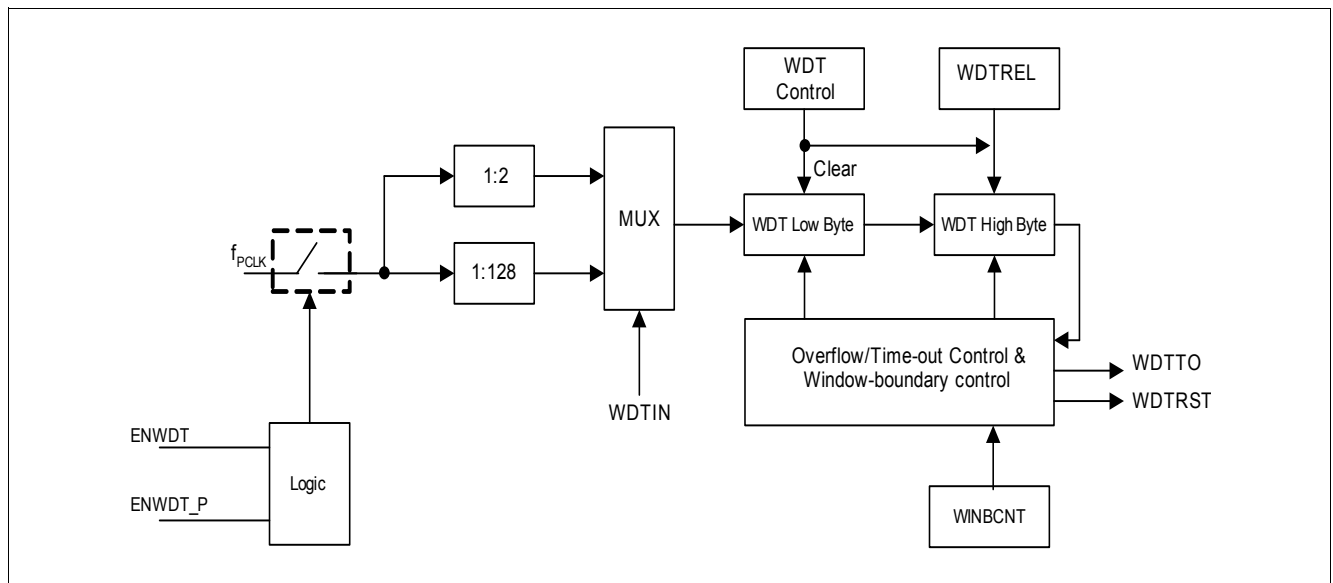 WDT
Control
WDTREL
1:2
Clear
MUX
WDT Low Byte
WDT High Byte
fPCLK
1:128
Overflow/Time-out Control &
Window-boundary control
WDTTO
WDTRST
WDTIN
ENWDT
Logic
ENWDT_P
WINBCNT